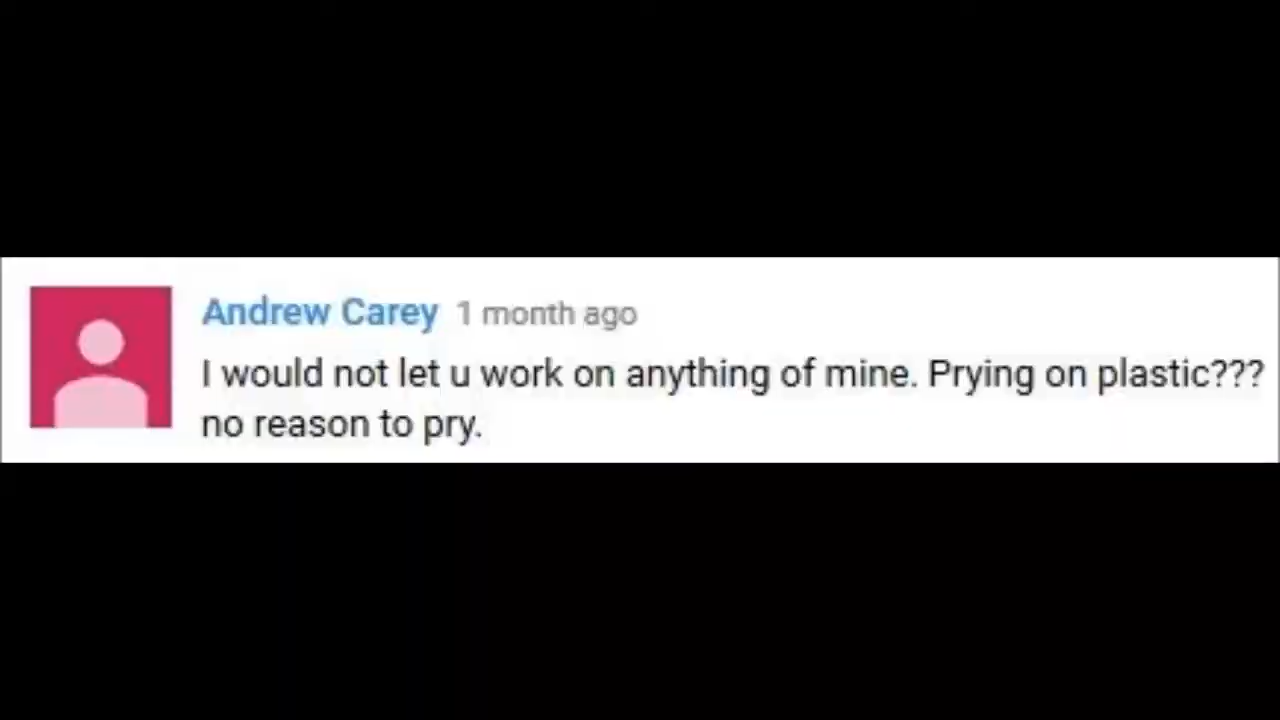 Andrew Carey 1 month ago
I would not let u work on anything of mine. Prying on plastic???
no reason to pry.